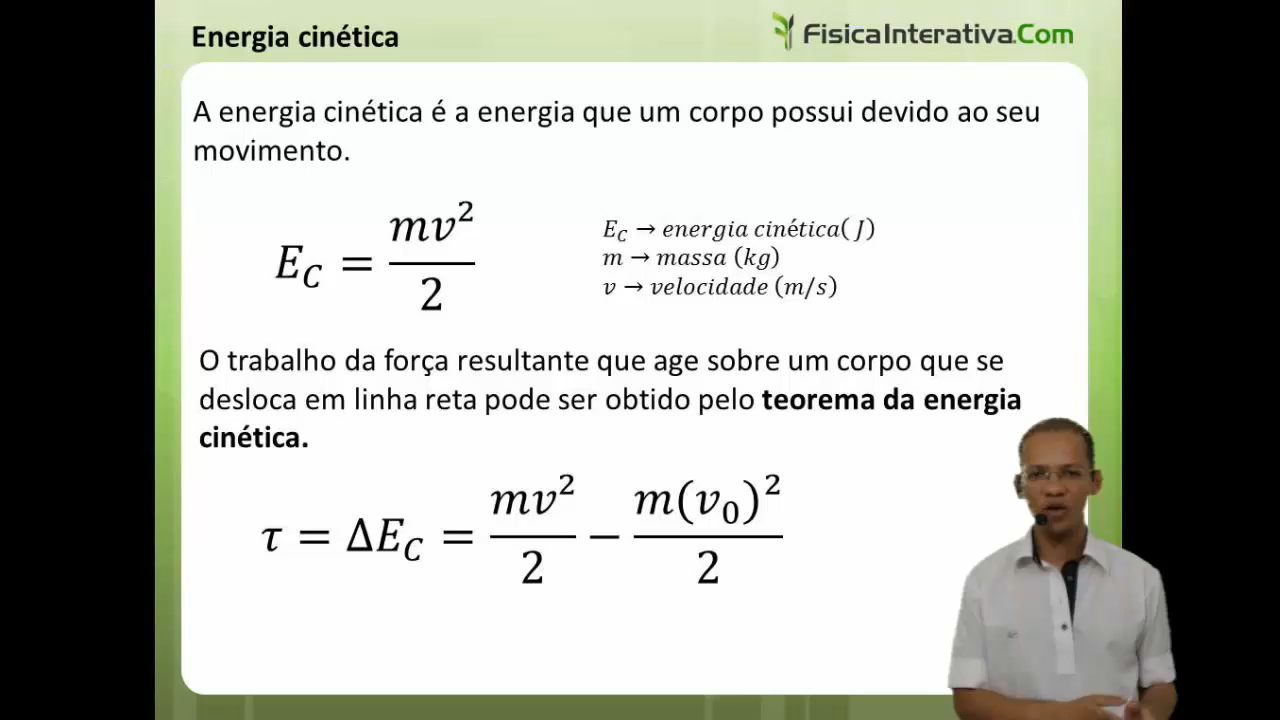 Energia cinética
FisicaInterativa.Com
A energia cinética é a energia que um corpo possui devido ao seu
movimento.
E_C = mv²/2
E_C → energia cinética( J)
m → massa (kg)
v → velocidade (m/s)
O trabalho da força resultante que age sobre um corpo que se
desloca em linha reta pode ser obtido pelo teorema da energia
cinética.
τ = ΔE_C = mv²/2 − m(v₀)²/2